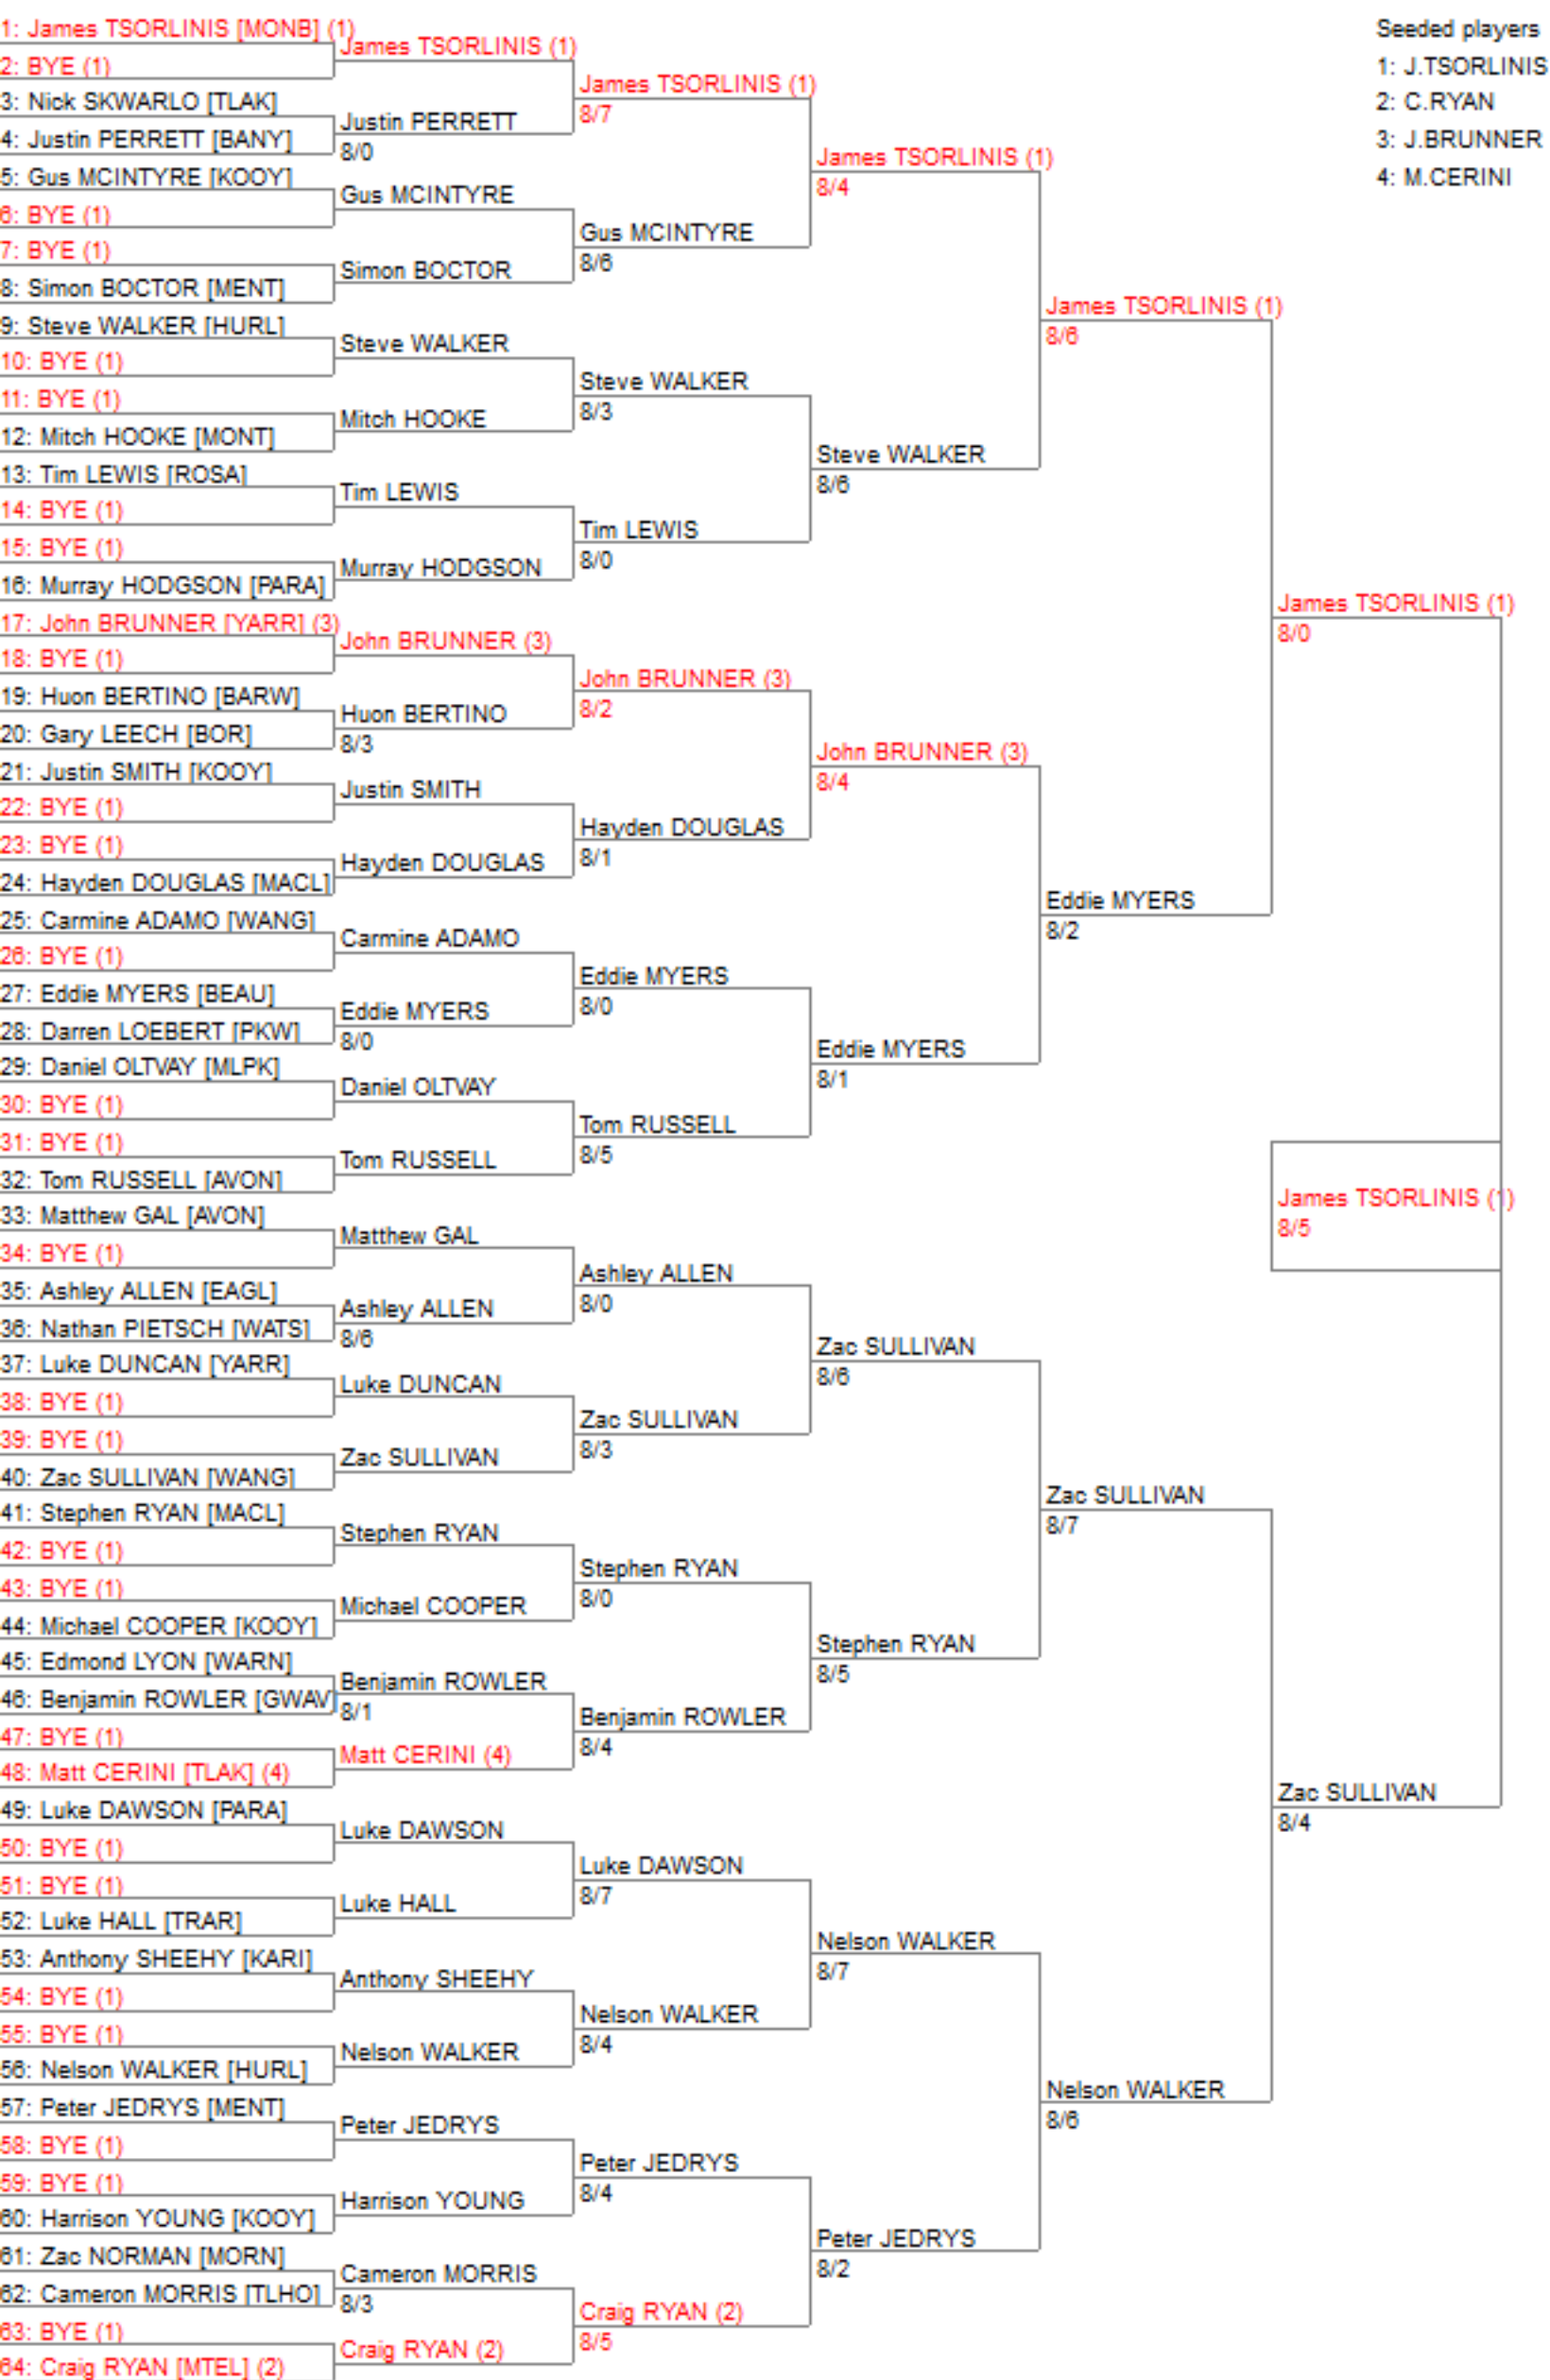 1: James TSORLINIS [MONB] (1)
2: BYE (1)
3: Nick SKWARLO [TLAK]
4: Justin PERRETT [BANY]
5: Gus MCINTYRE [KOOY]
6: BYE (1)
7: BYE (1)
8: Simon BOCTOR [MENT]
9: Steve WALKER [HURL]
10: BYE (1)
11: BYE (1)
12: Mitch HOOKE [MONT]
13: Tim LEWIS [ROSA]
14: BYE (1)
15: BYE (1)
16: Murray HODGSON [PARA]
17: John BRUNNER [YARR] (3)
18: BYE (1)
19: Huon BERTINO [BARW]
20: Gary LEECH [BOR]
21: Justin SMITH [KOOY]
22: BYE (1)
23: BYE (1)
24: Hayden DOUGLAS [MACL]
25: Carmine ADAMO [WANG]
26: BYE (1)
27: Eddie MYERS [BEAU]
28: Darren LOEBERT [PKW]
29: Daniel OLTVAY [MLPK]
30: BYE (1)
31: BYE (1)
32: Tom RUSSELL [AVON]
33: Matthew GAL [AVON]
34: BYE (1)
35: Ashley ALLEN [EAGL]
36: Nathan PIETSCH [WATS]
37: Luke DUNCAN [YARR]
38: BYE (1)
39: BYE (1)
40: Zac SULLIVAN [WANG]
41: Stephen RYAN [MACL]
42: BYE (1)
43: BYE (1)
44: Michael COOPER [KOOY]
45: Edmond LYON [WARN]
46: Benjamin ROWLER [GWAV]
47: BYE (1)
48: Matt CERINI [TLAK] (4)
49: Luke DAWSON [PARA]
50: BYE (1)
51: BYE (1)
52: Luke HALL [TRAR]
53: Anthony SHEEHY [KARI]
54: BYE (1)
55: BYE (1)
56: Nelson WALKER [HURL]
57: Peter JEDRYS [MENT]
58: BYE (1)
59: BYE (1)
60: Harrison YOUNG [KOOY]
61: Zac NORMAN [MORN]
62: Cameron MORRIS [TLHO]
63: BYE (1)
64: Craig RYAN [MTEL] (2)
James TSORLINIS (1)
Justin PERRETT
8/0
Gus MCINTYRE
Simon BOCTOR
Steve WALKER
Mitch HOOKE
Tim LEWIS
Murray HODGSON
John BRUNNER (3)
Huon BERTINO
8/3
Justin SMITH
Hayden DOUGLAS
Carmine ADAMO
Eddie MYERS
8/0
Daniel OLTVAY
Tom RUSSELL
Matthew GAL
Ashley ALLEN
8/6
Luke DUNCAN
Zac SULLIVAN
Stephen RYAN
Michael COOPER
Benjamin ROWLER
8/1
Matt CERINI (4)
Luke DAWSON
Luke HALL
Anthony SHEEHY
Nelson WALKER
Peter JEDRYS
Harrison YOUNG
Cameron MORRIS
8/3
Craig RYAN (2)
James TSORLINIS (1)
8/7
Gus MCINTYRE
8/6
Steve WALKER
8/3
Tim LEWIS
8/0
John BRUNNER (3)
8/2
Hayden DOUGLAS
8/1
Eddie MYERS
8/0
Tom RUSSELL
8/5
Ashley ALLEN
8/0
Zac SULLIVAN
8/3
Stephen RYAN
8/0
Benjamin ROWLER
8/4
Luke DAWSON
8/7
Nelson WALKER
8/4
Peter JEDRYS
8/4
Craig RYAN (2)
8/5
James TSORLINIS (1)
8/4
Steve WALKER
8/6
John BRUNNER (3)
8/4
Eddie MYERS
8/1
Zac SULLIVAN
8/6
Stephen RYAN
8/5
Nelson WALKER
8/7
Peter JEDRYS
8/2
James TSORLINIS (1)
8/6
Eddie MYERS
8/2
Zac SULLIVAN
8/7
Nelson WALKER
8/6
James TSORLINIS (1)
8/0
James TSORLINIS (1)
8/5
Zac SULLIVAN
8/4
Seeded players
1: J.TSORLINIS
2: C.RYAN
3: J.BRUNNER
4: M.CERINI